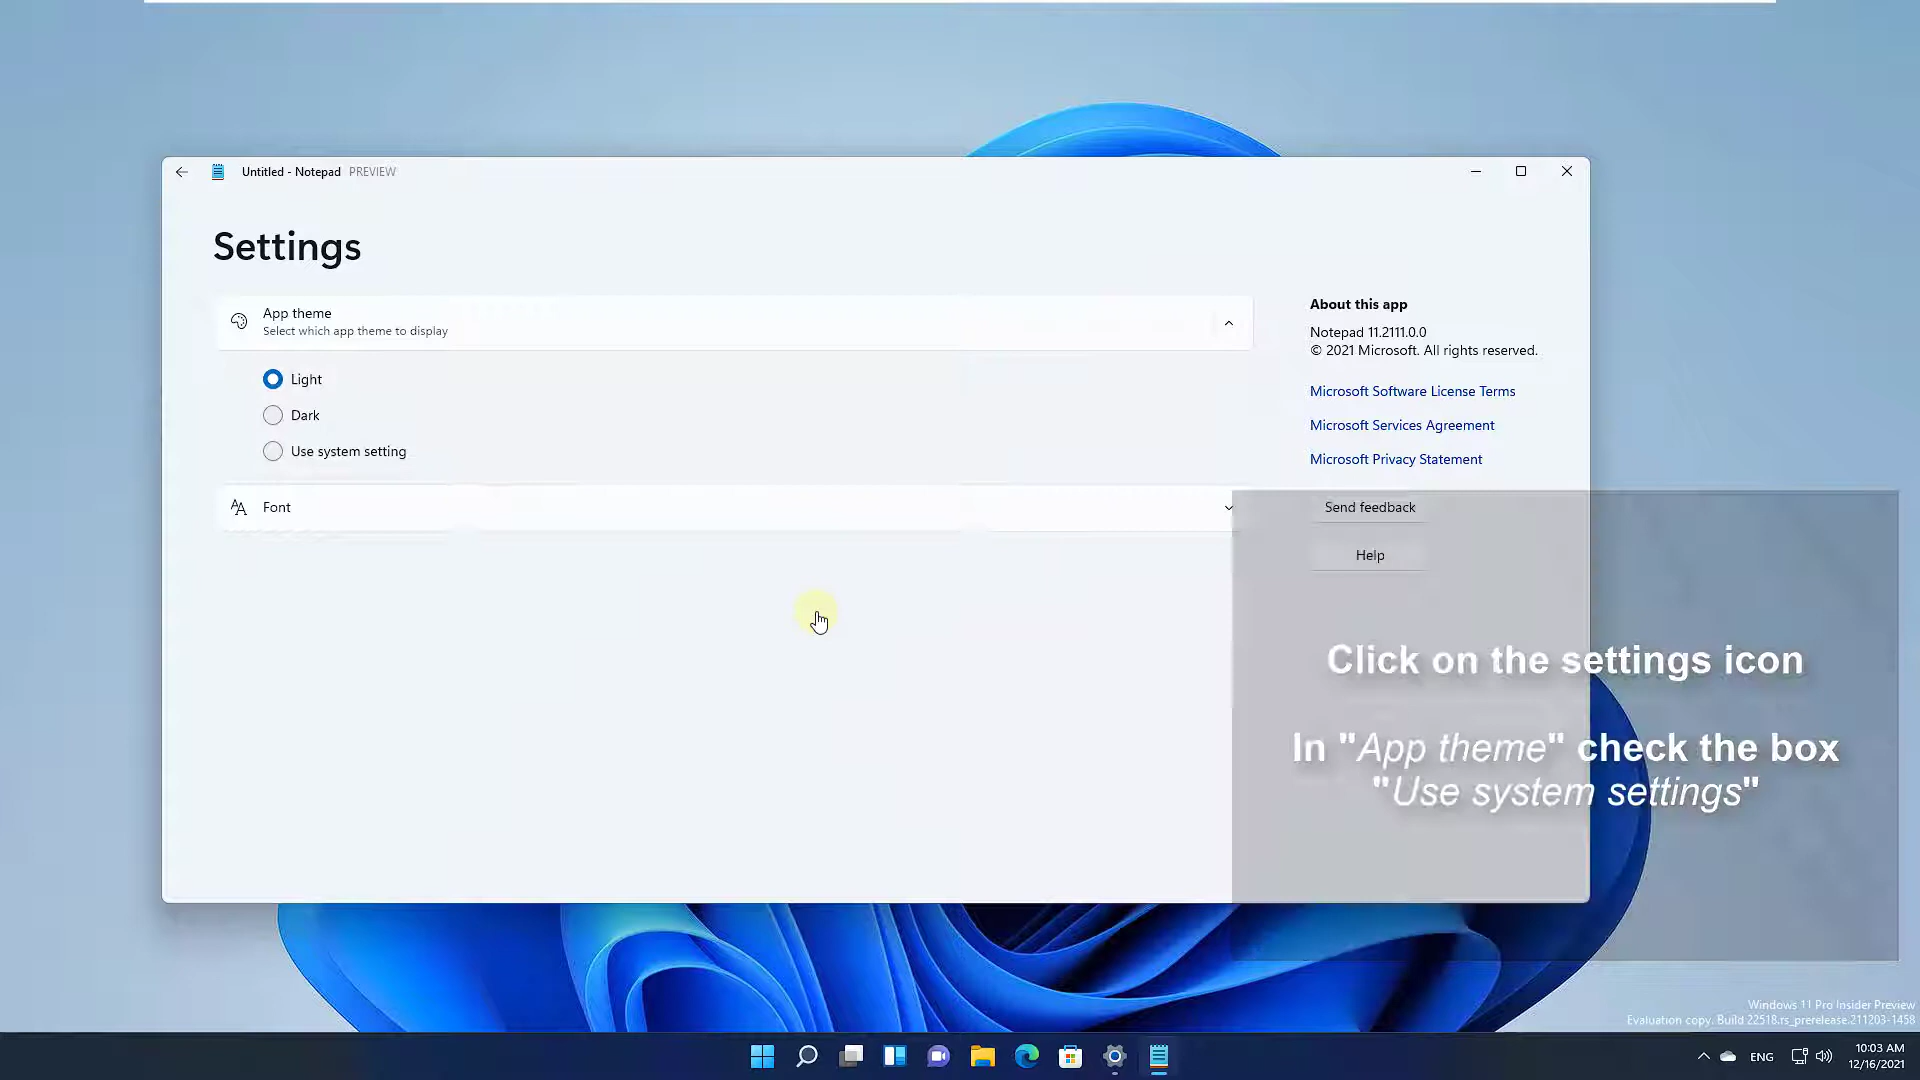 Untitled - Notepad PREVIEW
Settings
App theme
Select which app theme to display
Light
Dark
Use system setting
Font
About this app
Notepad 11.2111.0.0
© 2021 Microsoft. All rights reserved.
Microsoft Software License Terms
Microsoft Services Agreement
Microsoft Privacy Statement
Send feedback
Help
Click on the settings icon
In "App theme" check the box
"Use system settings"
Windows 11 Pro Insider Preview
Evaluation copy. Build 22518.rs_prerelease.211203-1458
ENG
10:03 AM
12/16/2021